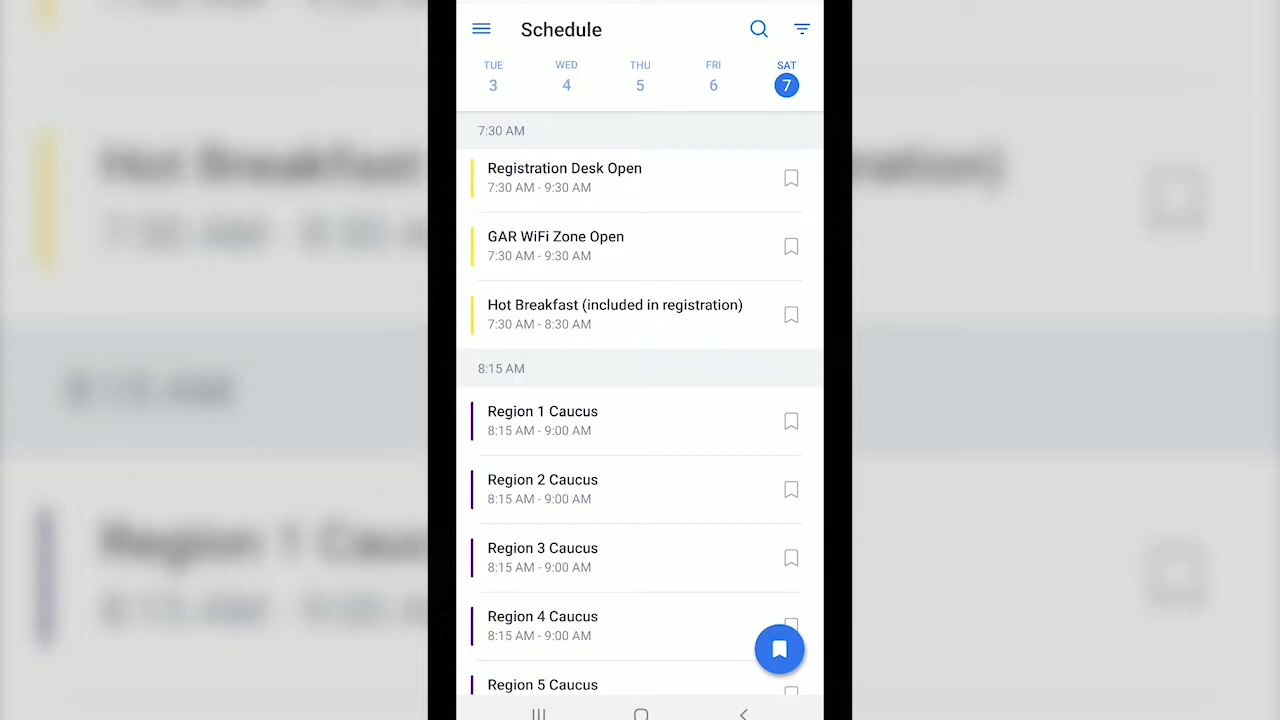 Schedule
TUE WED THU FRI SAT
3 4 5 6 7
7:30 AM
Registration Desk Open
7:30 AM - 9:30 AM
GAR WiFi Zone Open
7:30 AM - 9:30 AM
Hot Breakfast (included in registration)
7:30 AM - 8:30 AM
8:15 AM
Region 1 Caucus
8:15 AM - 9:00 AM
Region 2 Caucus
8:15 AM - 9:00 AM
Region 3 Caucus
8:15 AM - 9:00 AM
Region 4 Caucus
8:15 AM - 9:00 AM
Region 5 Caucus